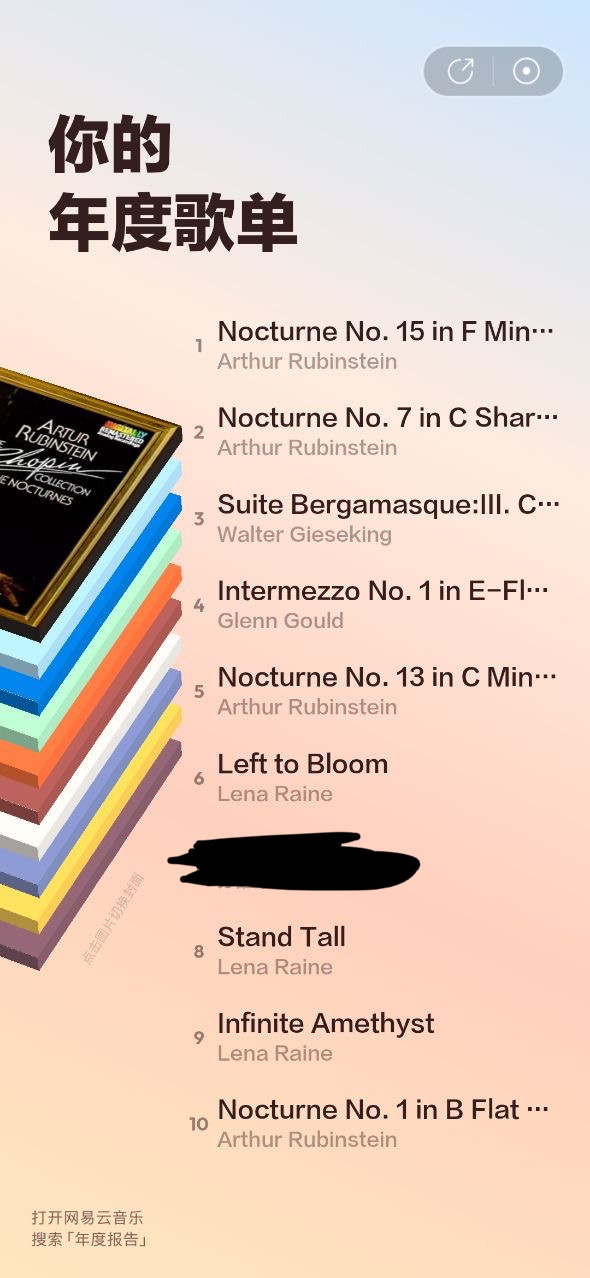 你的
年度歌单
1
Nocturne No. 15 in F Min···
Arthur Rubinstein
2
Nocturne No. 7 in C Shar···
Arthur Rubinstein
3
Suite Bergamasque:III. C···
Walter Gieseking
4
Intermezzo No. 1 in E-Fl···
Glenn Gould
5
Nocturne No. 13 in C Min···
Arthur Rubinstein
6
Left to Bloom
Lena Raine
8
Stand Tall
Lena Raine
9
Infinite Amethyst
Lena Raine
10
Nocturne No. 1 in B Flat ···
Arthur Rubinstein
ARTUR
RUBINSTEIN
DIGITALLY
REMASTERED
Chopin
COLLECTION
NOCTURNES
点击图片切换封面
打开网易云音乐
搜索「年度报告」